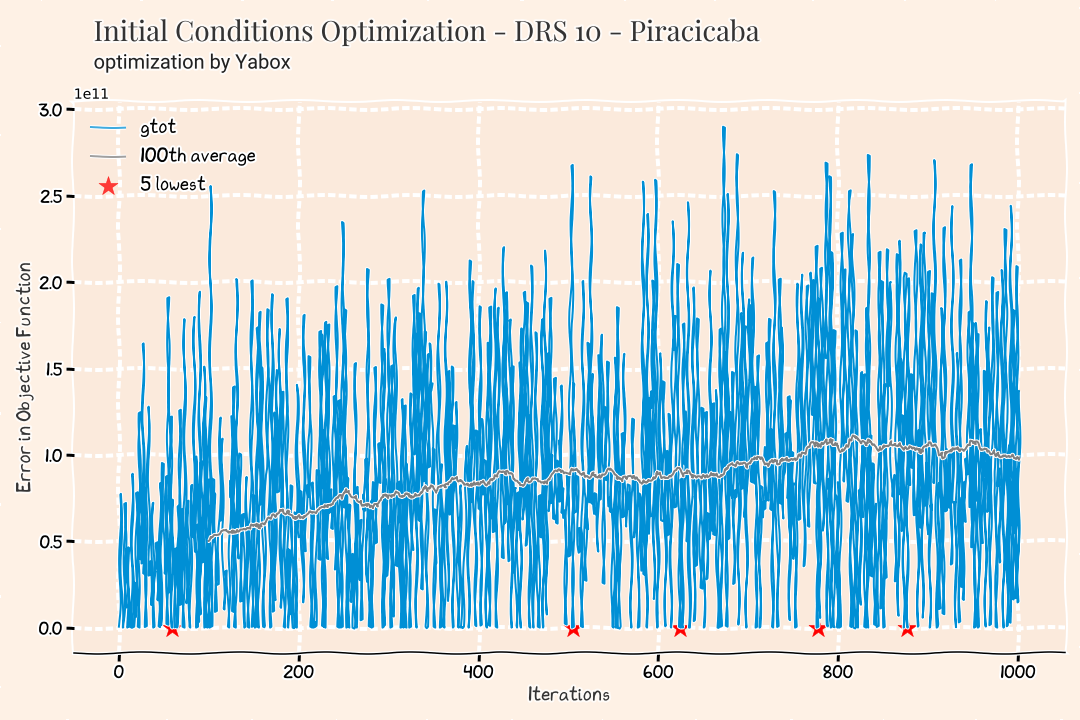 Initial Conditions Optimization - DRS 10 - Piracicaba
optimization by Yabox
1e11
3.0
2.5
2.0
1.5
1.0
0.5
0.0
Error in Objective Function
gtot
100th average
5 lowest
0 200 400 600 800 1000
Iterations